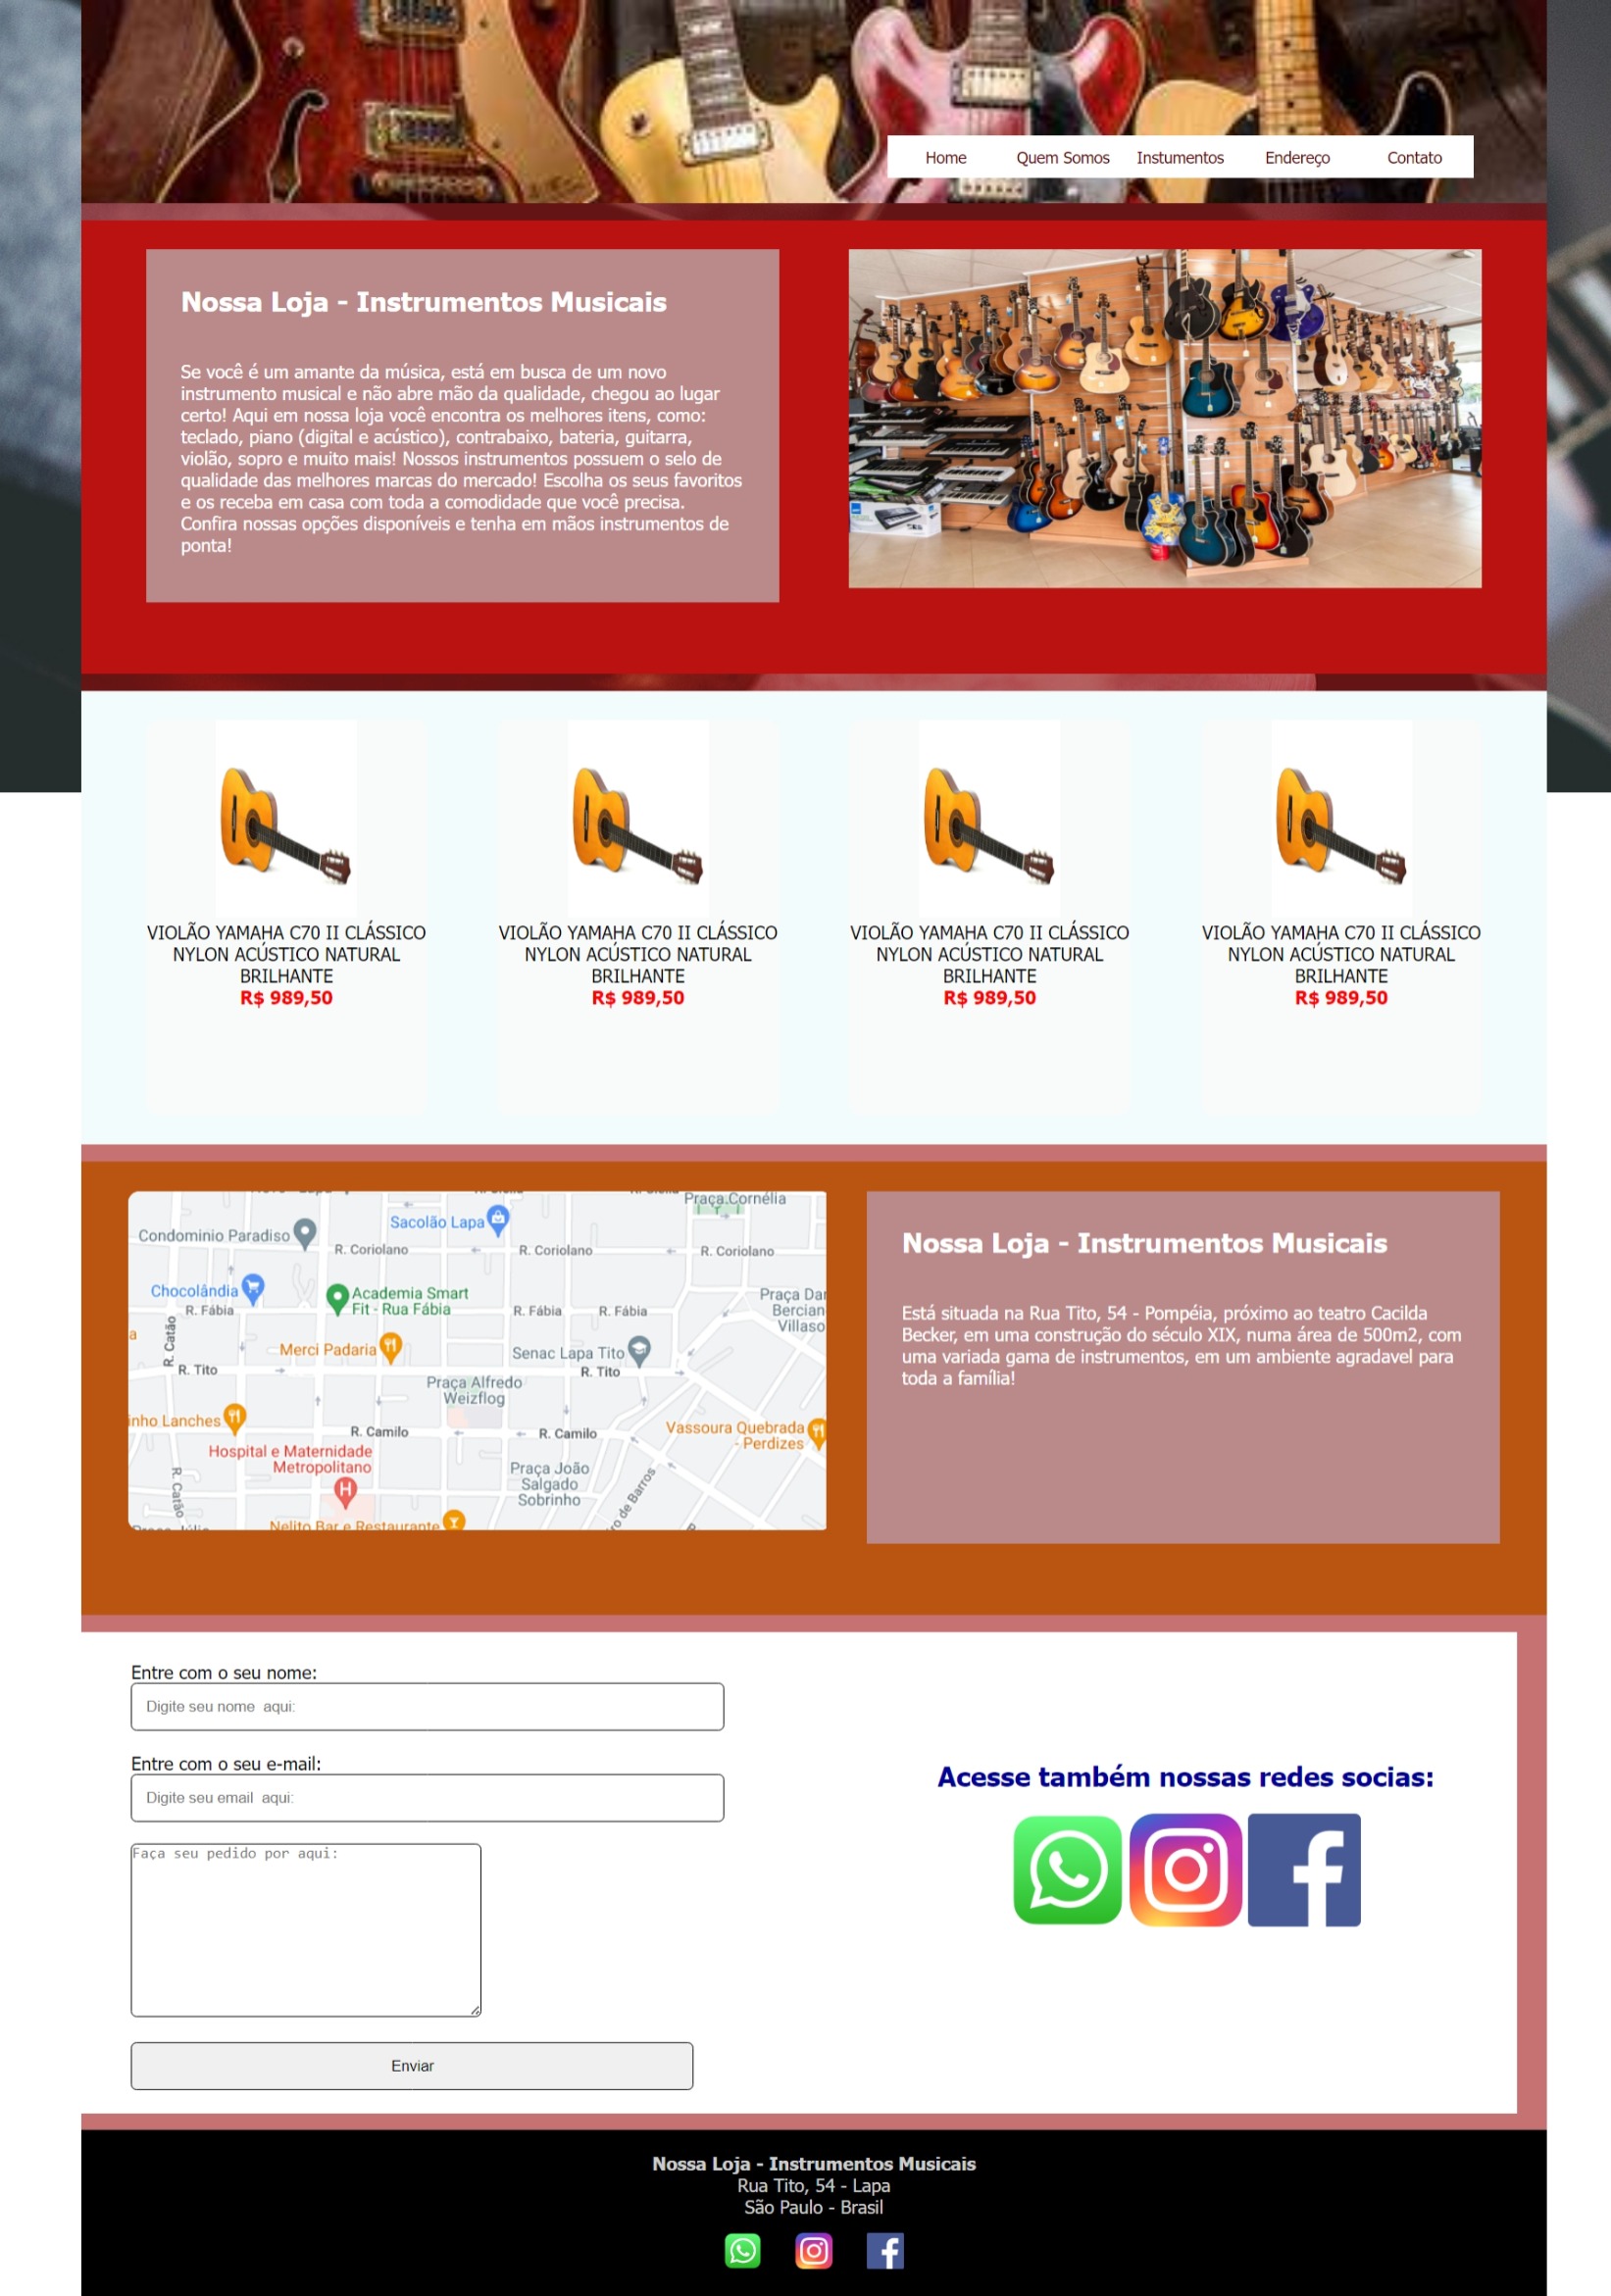 Home Quem Somos Instumentos Endereço Contato
Nossa Loja - Instrumentos Musicais
Se você é um amante da música, está em busca de um novo
instrumento musical e não abre mão da qualidade, chegou ao lugar
certo! Aqui em nossa loja você encontra os melhores itens, como:
teclado, piano (digital e acústico), contrabaixo, bateria, guitarra,
violão, sopro e muito mais! Nossos instrumentos possuem o selo de
qualidade das melhores marcas do mercado! Escolha os seus favoritos
e os receba em casa com toda a comodidade que você precisa.
Confira nossas opções disponíveis e tenha em mãos instrumentos de
ponta!
VIOLÃO YAMAHA C70 II CLÁSSICO
NYLON ACÚSTICO NATURAL
BRILHANTE
R$ 989,50
VIOLÃO YAMAHA C70 II CLÁSSICO
NYLON ACÚSTICO NATURAL
BRILHANTE
R$ 989,50
VIOLÃO YAMAHA C70 II CLÁSSICO
NYLON ACÚSTICO NATURAL
BRILHANTE
R$ 989,50
VIOLÃO YAMAHA C70 II CLÁSSICO
NYLON ACÚSTICO NATURAL
BRILHANTE
R$ 989,50
Praça Cornélia
Sacolão Lapa
Condominio Paradiso
R. Coriolano R. Coriolano R. Coriolano
Chocolândia
Academia Smart
Fit - Rua Fábia
R. Fábia R. Fábia R. Fábia
Praça Dar
Bercian
Villaso
a
R. Catão
Merci Padaria
Senac Lapa Tito
R. Tito R. Tito
Praça Alfredo
Weizflog
inho Lanches
R. Camilo R. Camilo
Vassoura Quebrada
- Perdizes
Hospital e Maternidade
Metropolitano
H
Praça João
Salgado
Sobrinho
R. Catão
ro de Barros
Nelito Bar e Restaurante
Nossa Loja - Instrumentos Musicais
Está situada na Rua Tito, 54 - Pompéia, próximo ao teatro Cacilda
Becker, em uma construção do século XIX, numa área de 500m2, com
uma variada gama de instrumentos, em um ambiente agradavel para
toda a família!
Entre com o seu nome:
Digite seu nome  aqui:
Entre com o seu e-mail:
Digite seu email  aqui:
Faça seu pedido por aqui:
Enviar
Acesse também nossas redes socias:
Nossa Loja - Instrumentos Musicais
Rua Tito, 54 - Lapa
São Paulo - Brasil